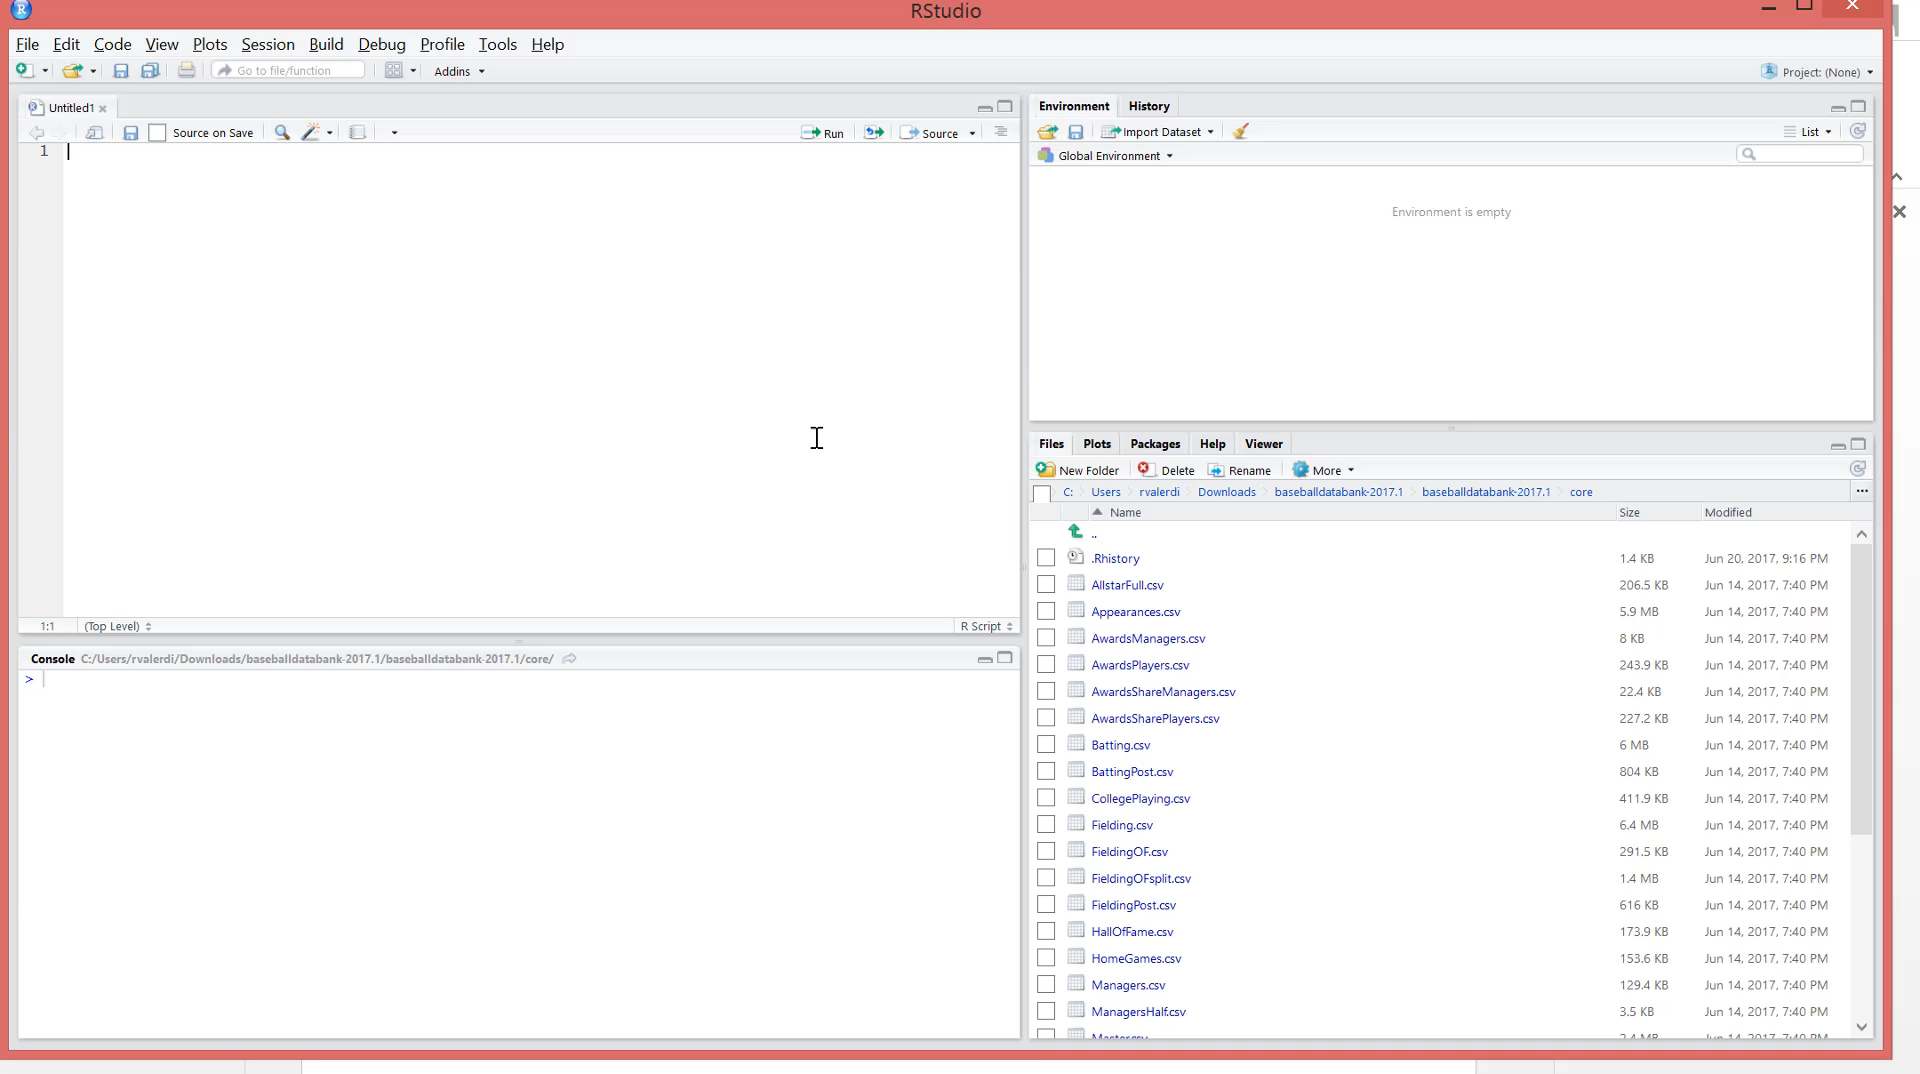 RStudio
File Edit Code View Plots Session Build Debug Profile Tools Help
Go to file/function Addins Project: (None)
Untitled1
Source on Save Run Source
1
1:1 (Top Level) R Script
Console C:/Users/rvalerdi/Downloads/baseballdatabank-2017.1/baseballdatabank-2017.1/core/
>
Environment History
Import Dataset List
Global Environment
Environment is empty
Files Plots Packages Help Viewer
New Folder Delete Rename More
C: Users rvalerdi Downloads baseballdatabank-2017.1 baseballdatabank-2017.1 core ...
Name Size Modified
..
.Rhistory 1.4 KB Jun 20, 2017, 9:16 PM
AllstarFull.csv 206.5 KB Jun 14, 2017, 7:40 PM
Appearances.csv 5.9 MB Jun 14, 2017, 7:40 PM
AwardsManagers.csv 8 KB Jun 14, 2017, 7:40 PM
AwardsPlayers.csv 243.9 KB Jun 14, 2017, 7:40 PM
AwardsShareManagers.csv 22.4 KB Jun 14, 2017, 7:40 PM
AwardsSharePlayers.csv 227.2 KB Jun 14, 2017, 7:40 PM
Batting.csv 6 MB Jun 14, 2017, 7:40 PM
BattingPost.csv 804 KB Jun 14, 2017, 7:40 PM
CollegePlaying.csv 411.9 KB Jun 14, 2017, 7:40 PM
Fielding.csv 6.4 MB Jun 14, 2017, 7:40 PM
FieldingOF.csv 291.5 KB Jun 14, 2017, 7:40 PM
FieldingOFsplit.csv 1.4 MB Jun 14, 2017, 7:40 PM
FieldingPost.csv 616 KB Jun 14, 2017, 7:40 PM
HallOfFame.csv 173.9 KB Jun 14, 2017, 7:40 PM
HomeGames.csv 153.6 KB Jun 14, 2017, 7:40 PM
Managers.csv 129.4 KB Jun 14, 2017, 7:40 PM
ManagersHalf.csv 3.5 KB Jun 14, 2017, 7:40 PM